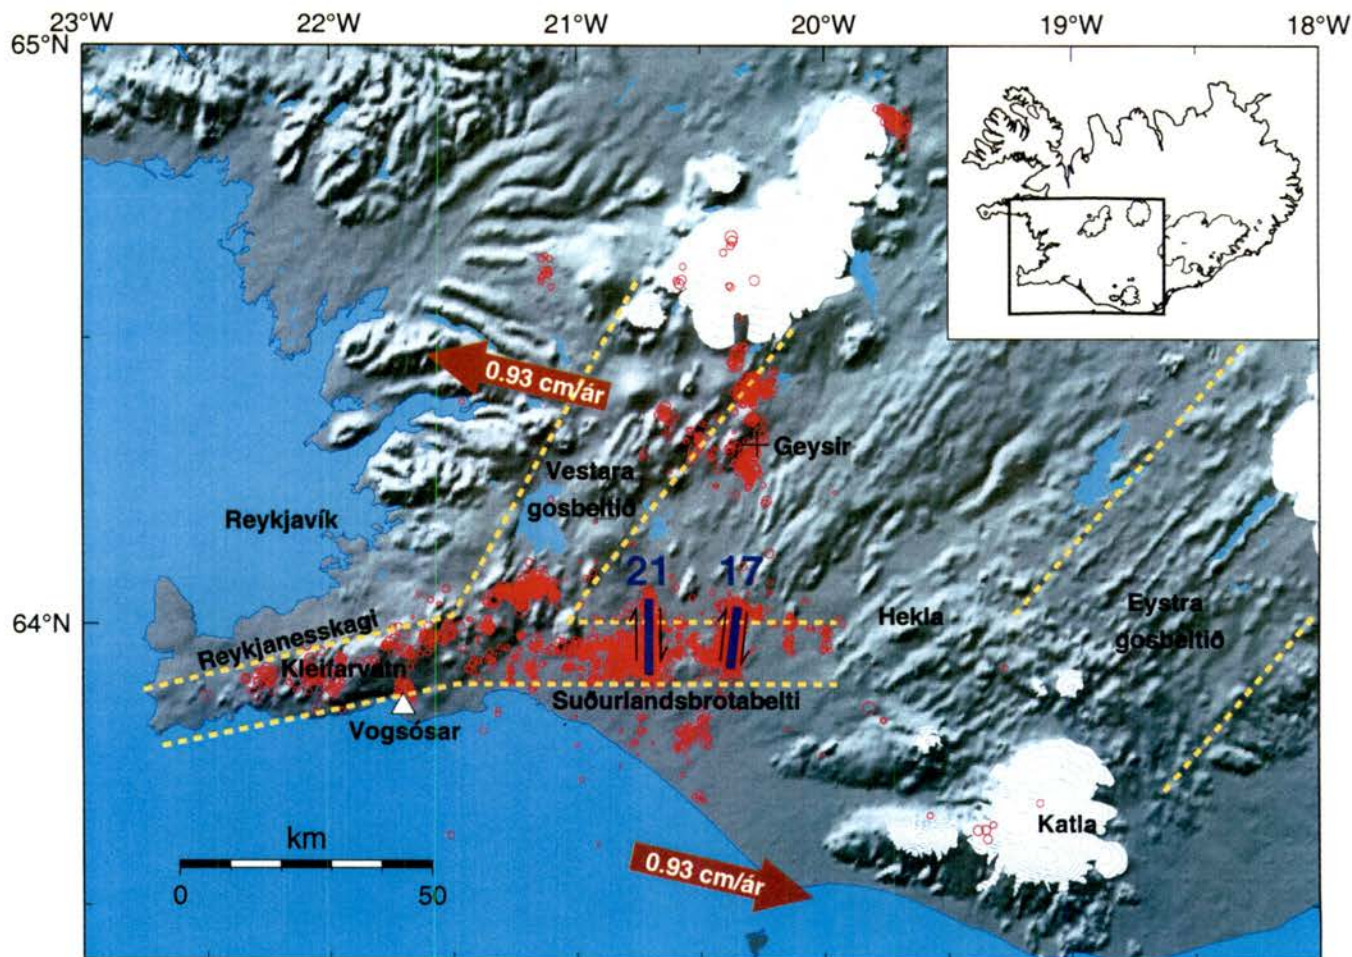 23°W
22°W
21°W
20°W
19°W
18°W
65°N
0.93 cm/ár
Geysir
Vestara
gosbeltið
Reykjavík
21
17
64°N
Hekla
Eystra
gosbeltið
Reykjanesskagi
Kleifarvatn
Suðurlandsbrotabelti
Vogsósar
km
0
50
0.93 cm/ár
Katla